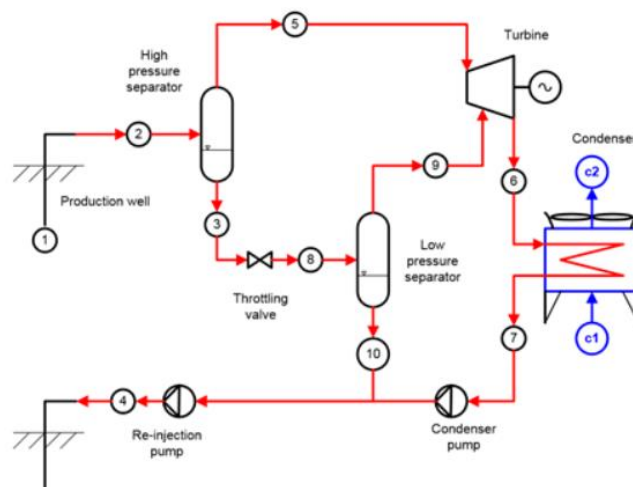 5
Turbine
High
pressure
separator
2
Condenser
c2
9
6
Production well
1
3
8
Low
pressure
separator
Throttling
valve
10
7
c1
4
Re-injection
pump
Condenser
pump